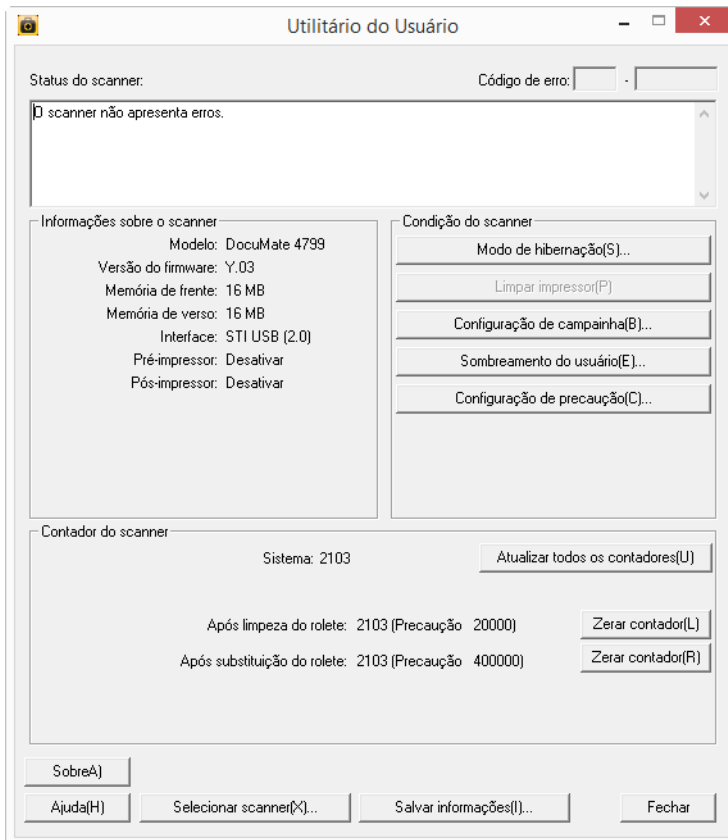 Utilitário do Usuário
Status do scanner:
Código de erro: -
O scanner não apresenta erros.
Informações sobre o scanner
Modelo: DocuMate 4799
Versão do firmware: Y.03
Memória de frente: 16 MB
Memória de verso: 16 MB
Interface: STI USB (2.0)
Pré-impressor: Desativar
Pós-impressor: Desativar
Condição do scanner
Modo de hibernação(S)...
Limpar impressor(P)
Configuração de campainha(B)...
Sombreamento do usuário(E)...
Configuração de precaução(C)...
Contador do scanner
Sistema: 2103
Atualizar todos os contadores(U)
Após limpeza do rolete: 2103 (Precaução 20000)
Zerar contador(L)
Após substituição do rolete: 2103 (Precaução 400000)
Zerar contador(R)
SobreA)
Ajuda(H)
Selecionar scanner(X)...
Salvar informações(I)...
Fechar